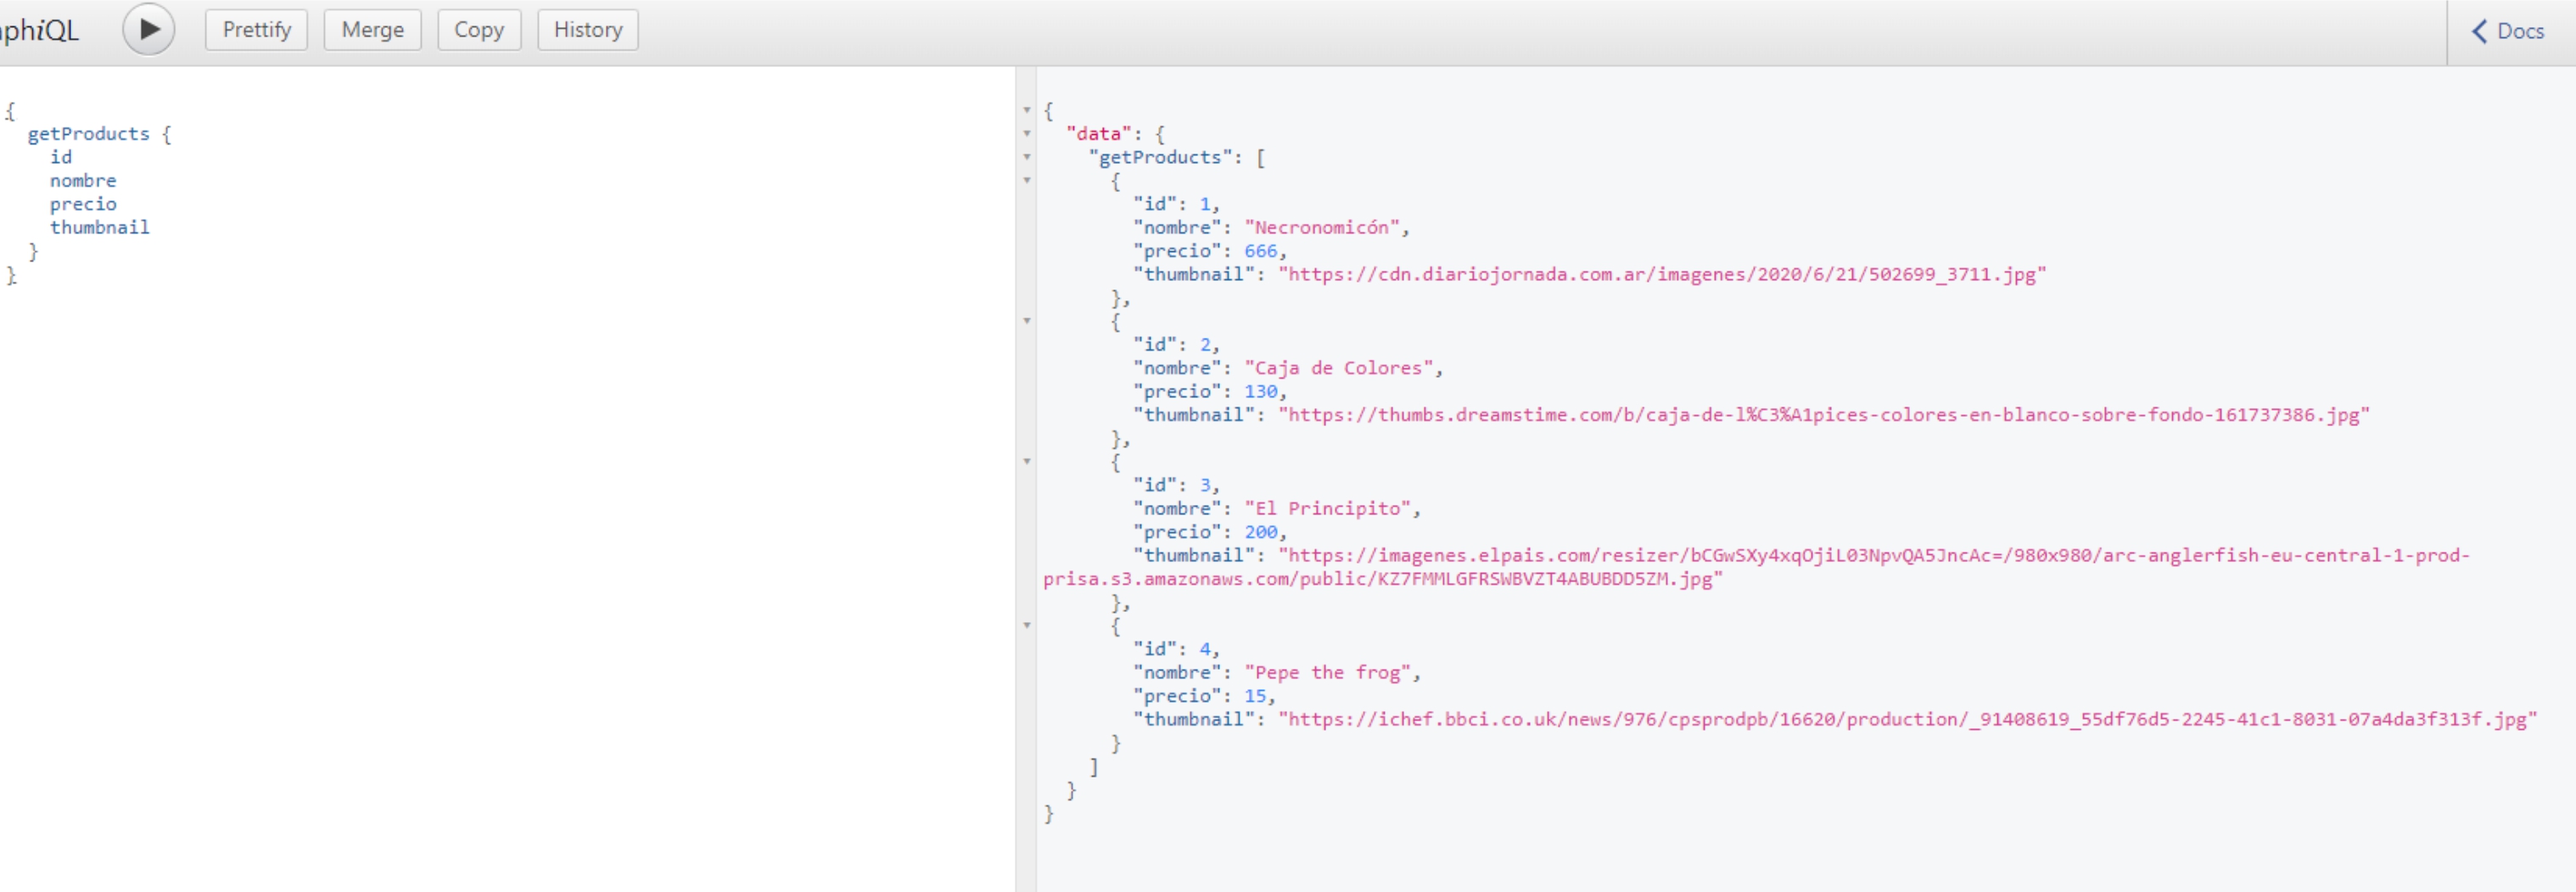 phiQL Prettify Merge Copy History Docs
{
getProducts {
id
nombre
precio
thumbnail
}
}
{
"data": {
"getProducts": [
{
"id": 1,
"nombre": "Necronomicón",
"precio": 666,
"thumbnail": "https://cdn.diariojornada.com.ar/imagenes/2020/6/21/502699_3711.jpg"
},
{
"id": 2,
"nombre": "Caja de Colores",
"precio": 130,
"thumbnail": "https://thumbs.dreamstime.com/b/caja-de-l%C3%A1pices-colores-en-blanco-sobre-fondo-161737386.jpg"
},
{
"id": 3,
"nombre": "El Principito",
"precio": 200,
"thumbnail": "https://imagenes.elpais.com/resizer/bCGwSXy4xqOjiL03NpvQA5JncAc=/980x980/arc-anglerfish-eu-central-1-prod-
prisa.s3.amazonaws.com/public/KZ7FMMLGFRSWBVZT4ABUBDD5ZM.jpg"
},
{
"id": 4,
"nombre": "Pepe the frog",
"precio": 15,
"thumbnail": "https://ichef.bbci.co.uk/news/976/cpsprodpb/16620/production/_91408619_55df76d5-2245-41c1-8031-07a4da3f313f.jpg"
}
]
}
}